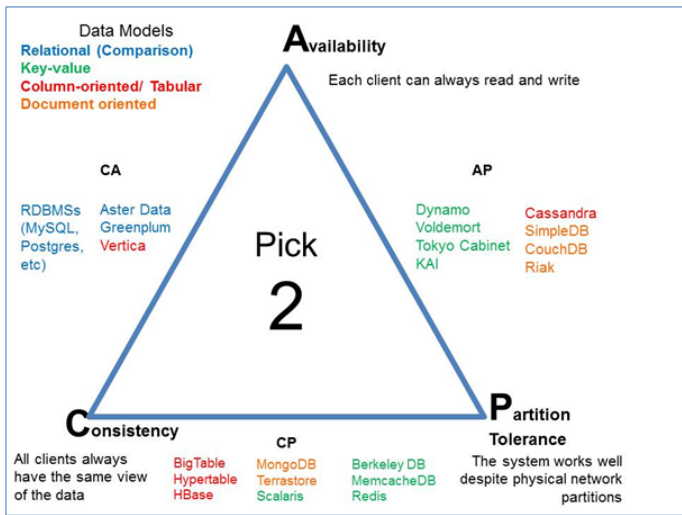 Data Models
Relational (Comparison)
Key-value
Column-oriented/ Tabular
Document oriented
Availability
Each client can always read and write
CA
RDBMSs
(MySQL,
Postgres,
etc)
Aster Data
Greenplum
Vertica
AP
Dynamo
Voldemort
Tokyo Cabinet
KAI
Cassandra
SimpleDB
CouchDB
Riak
Pick
2
Consistency
All clients always
have the same view
of the data
CP
BigTable
Hypertable
HBase
MongoDB
Terrastore
Scalaris
Berkeley DB
MemcacheDB
Redis
Partition
Tolerance
The system works well
despite physical network
partitions